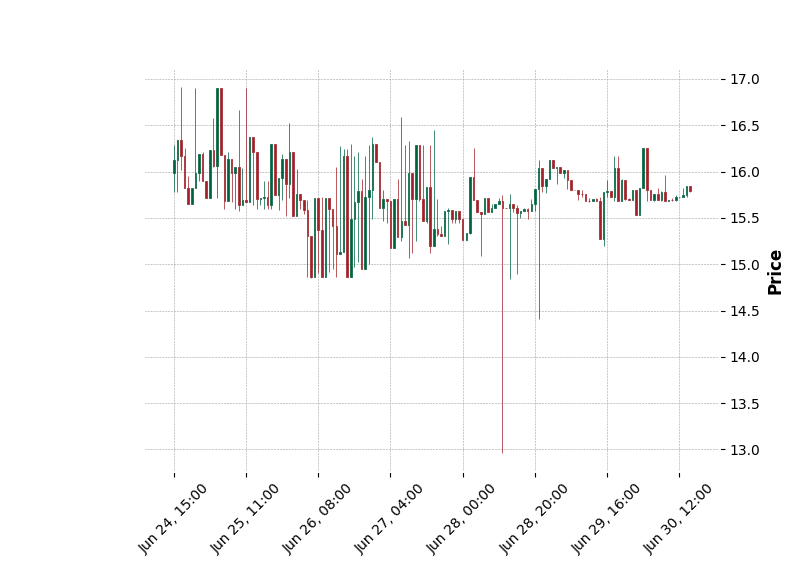 17.0
16.5
16.0
15.5
15.0
14.5
14.0
13.5
13.0
Price
Jun 24, 15:00
Jun 25, 11:00
Jun 26, 08:00
Jun 27, 04:00
Jun 28, 00:00
Jun 28, 20:00
Jun 29, 16:00
Jun 30, 12:00